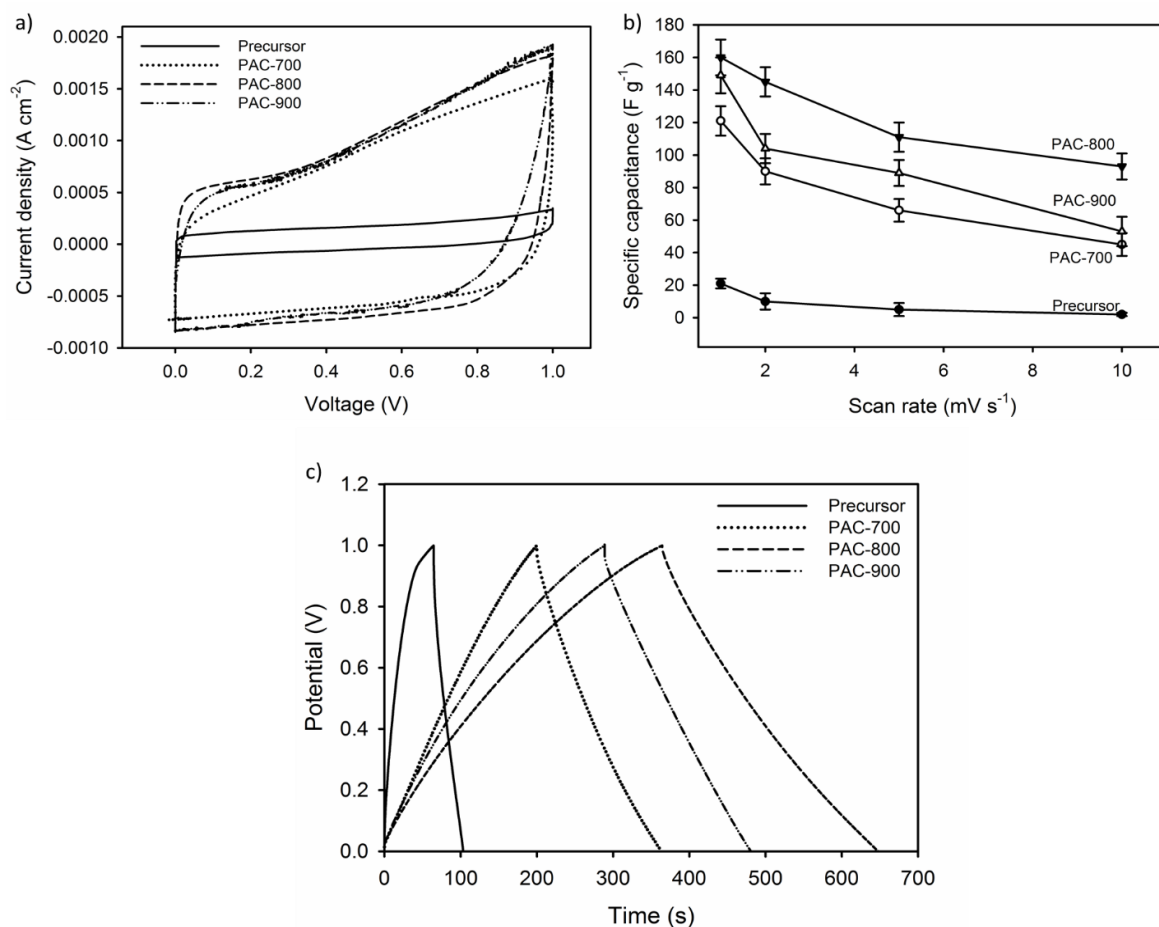 a)
Current density (A cm⁻²)
0.0020
0.0015
0.0010
0.0005
0.0000
-0.0005
-0.0010
Precursor
PAC-700
PAC-800
PAC-900
0.0 0.2 0.4 0.6 0.8 1.0
Voltage (V)
b)
Specific capacitance (F g⁻¹)
180
160
140
120
100
80
60
40
20
0
PAC-800
PAC-900
PAC-700
Precursor
2 4 6 8 10
Scan rate (mV s⁻¹)
c)
Potential (V)
1.2
1.0
0.8
0.6
0.4
0.2
0.0
Precursor
PAC-700
PAC-800
PAC-900
0 100 200 300 400 500 600 700
Time (s)